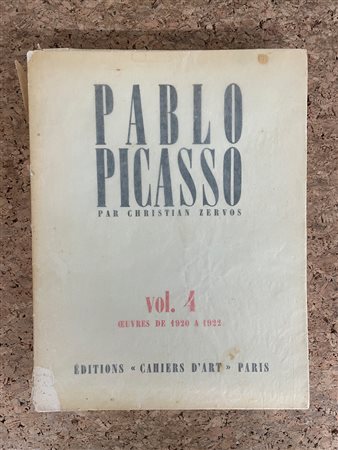 PABLO
PICASSO
PAR CHRISTIAN ZERVOS
vol. 4
ŒUVRES DE 1920 A 1922
ÉDITIONS « CAHIERS D'ART » PARIS